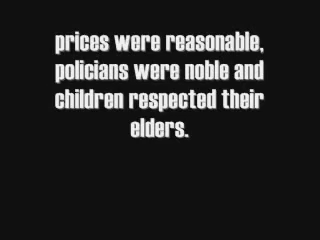 prices were reasonable,
policians were noble and
children respected their
elders.